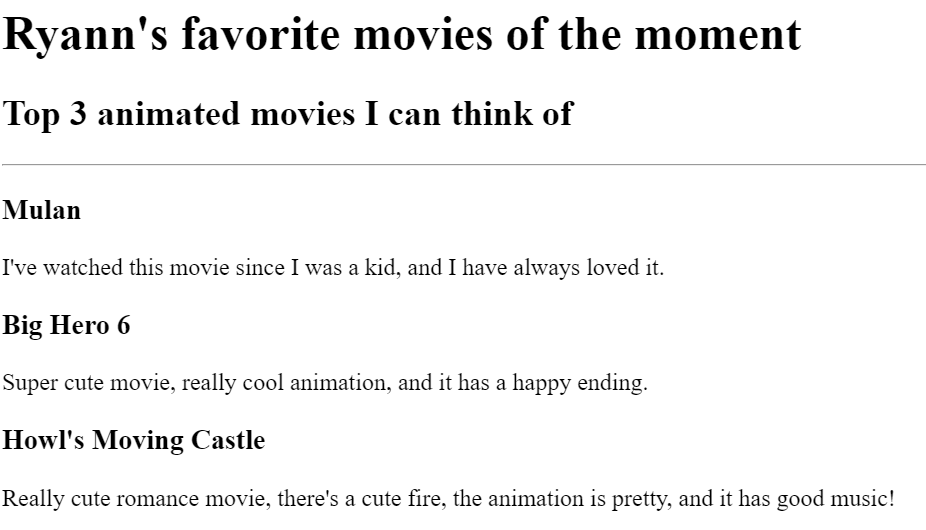 Ryann's favorite movies of the moment
Top 3 animated movies I can think of
Mulan
I've watched this movie since I was a kid, and I have always loved it.
Big Hero 6
Super cute movie, really cool animation, and it has a happy ending.
Howl's Moving Castle
Really cute romance movie, there's a cute fire, the animation is pretty, and it has good music!